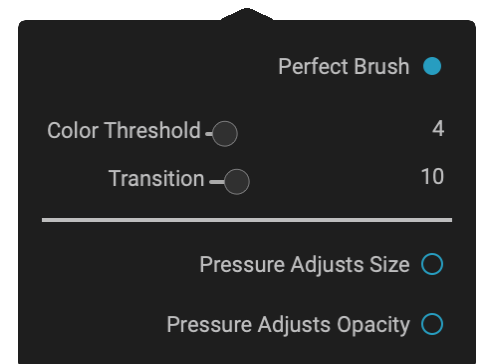 Perfect Brush
Color Threshold 4
Transition 10
Pressure Adjusts Size
Pressure Adjusts Opacity